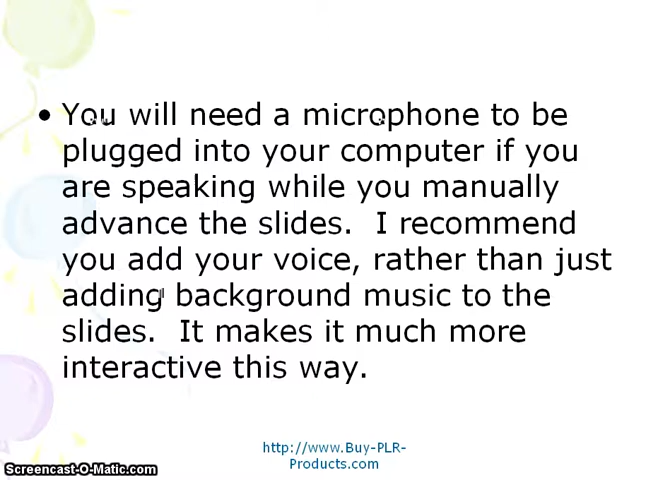 • You will need a microphone to be
plugged into your computer if you
are speaking while you manually
advance the slides.  I recommend
you add your voice, rather than just
adding background music to the
slides.  It makes it much more
interactive this way.
http://www.Buy-PLR-
Products.com
Screencast-O-Matic.com